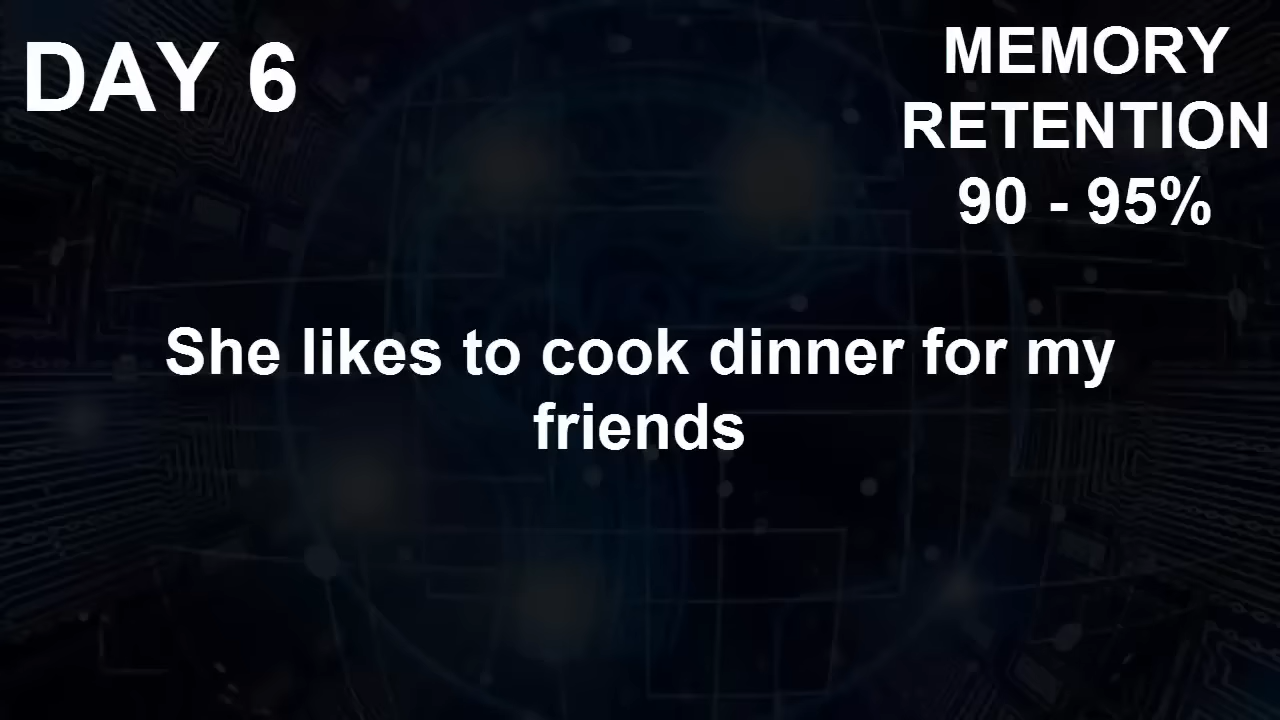 DAY 6
MEMORY
RETENTION
90 - 95%
She likes to cook dinner for my
friends